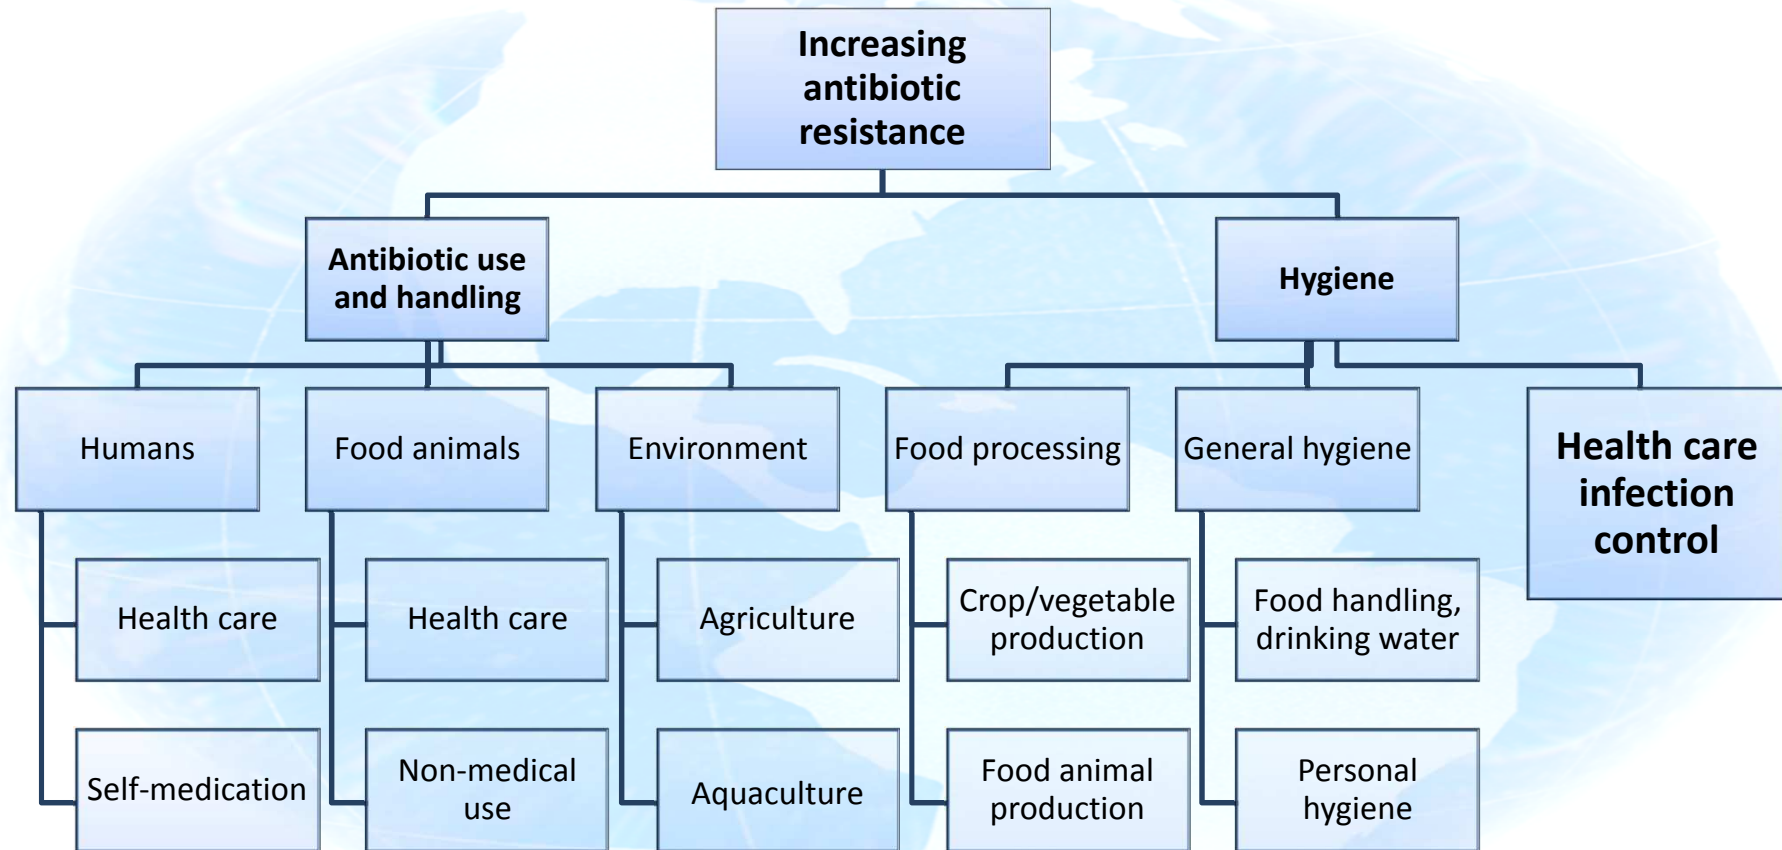 Increasing
antibiotic
resistance
Antibiotic use
and handling
Hygiene
Humans
Food animals
Environment
Food processing
General hygiene
Health care
infection
control
Health care
Health care
Agriculture
Crop/vegetable
production
Food handling,
drinking water
Self-medication
Non-medical
use
Aquaculture
Food animal
production
Personal
hygiene